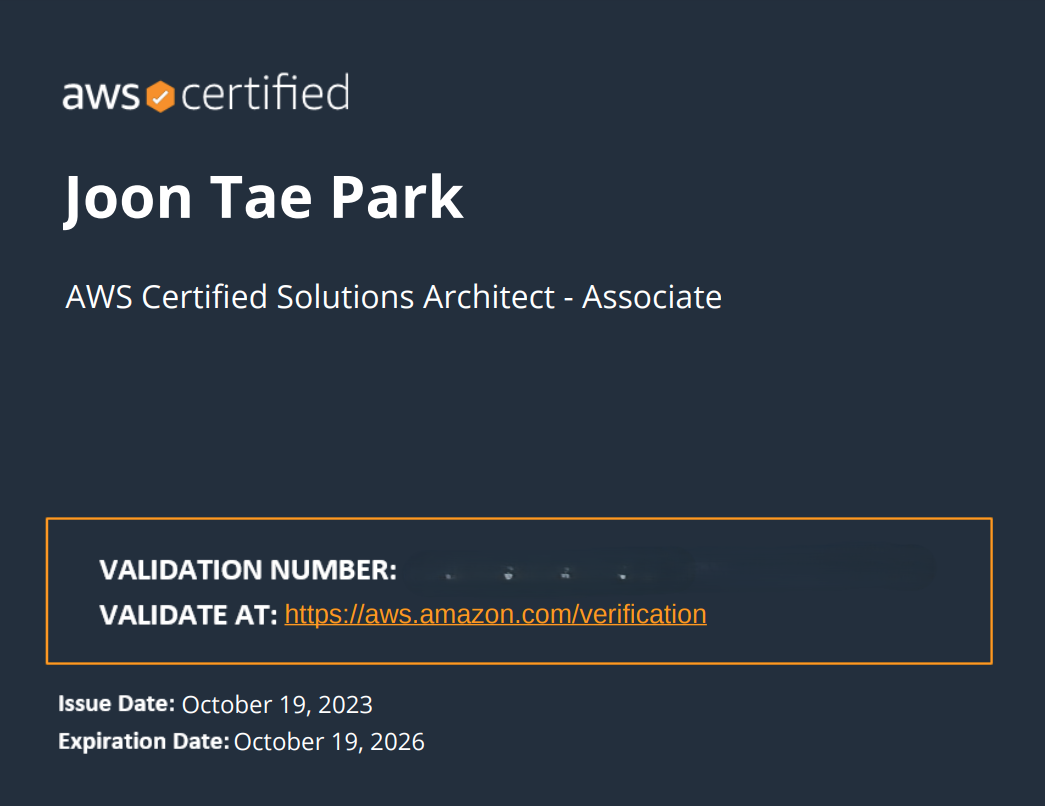 aws certified
Joon Tae Park
AWS Certified Solutions Architect - Associate
VALIDATION NUMBER:
VALIDATE AT: https://aws.amazon.com/verification
Issue Date: October 19, 2023
Expiration Date: October 19, 2026